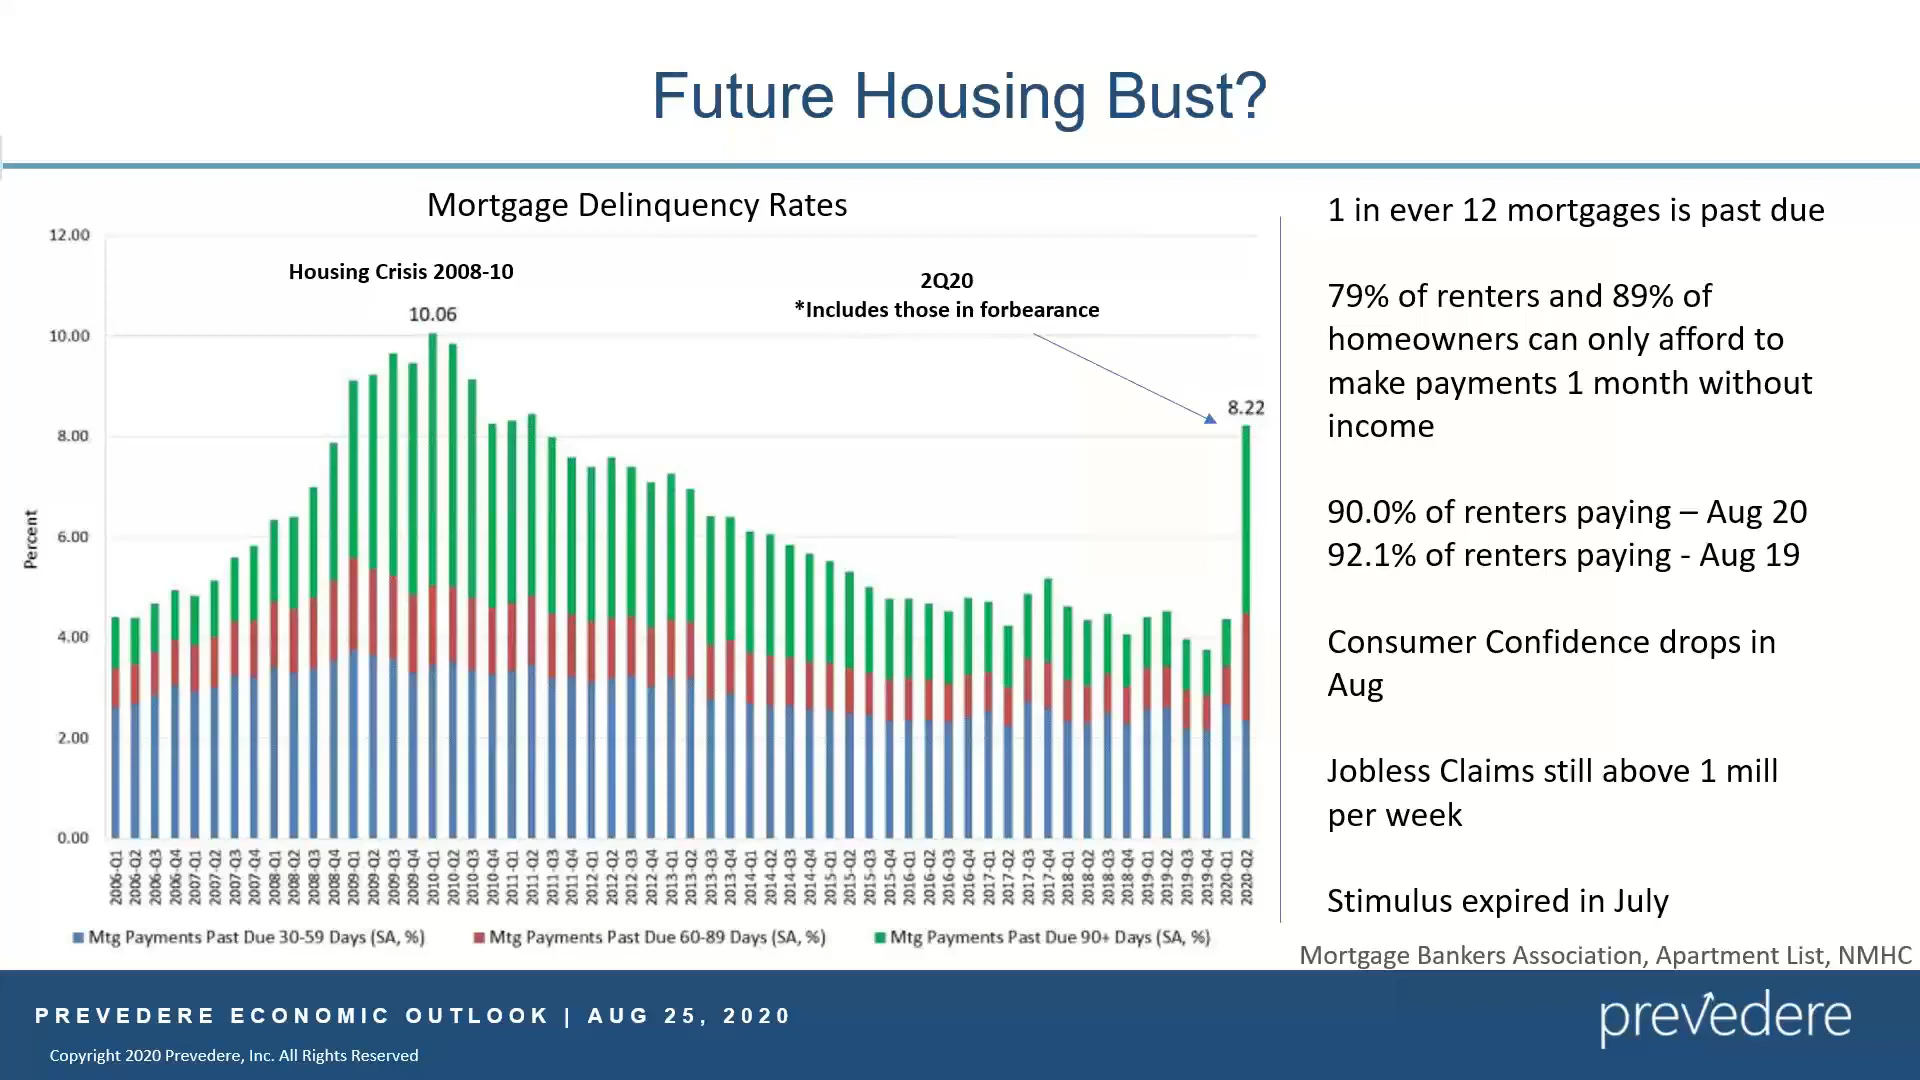 Future Housing Bust?
Mortgage Delinquency Rates
12.00
10.00
8.00
6.00
4.00
2.00
0.00
Percent
Housing Crisis 2008-10
10.06
2Q20
*Includes those in forbearance
8.22
2006-Q1
2006-Q2
2006-Q3
2006-Q4
2007-Q1
2007-Q2
2007-Q3
2007-Q4
2008-Q1
2008-Q2
2008-Q3
2008-Q4
2009-Q1
2009-Q2
2009-Q3
2009-Q4
2010-Q1
2010-Q2
2010-Q3
2010-Q4
2011-Q1
2011-Q2
2011-Q3
2011-Q4
2012-Q1
2012-Q2
2012-Q3
2012-Q4
2013-Q1
2013-Q2
2013-Q3
2013-Q4
2014-Q1
2014-Q2
2014-Q3
2014-Q4
2015-Q1
2015-Q2
2015-Q3
2015-Q4
2016-Q1
2016-Q2
2016-Q3
2016-Q4
2017-Q1
2017-Q2
2017-Q3
2017-Q4
2018-Q1
2018-Q2
2018-Q3
2018-Q4
2019-Q1
2019-Q2
2019-Q3
2019-Q4
2020-Q1
2020-Q2
Mtg Payments Past Due 30-59 Days (SA, %)
Mtg Payments Past Due 60-89 Days (SA, %)
Mtg Payments Past Due 90+ Days (SA, %)
1 in ever 12 mortgages is past due
79% of renters and 89% of
homeowners can only afford to
make payments 1 month without
income
90.0% of renters paying – Aug 20
92.1% of renters paying - Aug 19
Consumer Confidence drops in
Aug
Jobless Claims still above 1 mill
per week
Stimulus expired in July
Mortgage Bankers Association, Apartment List, NMHC
PREVEDERE ECONOMIC OUTLOOK | AUG 25, 2020
Copyright 2020 Prevedere, Inc. All Rights Reserved
prevedere